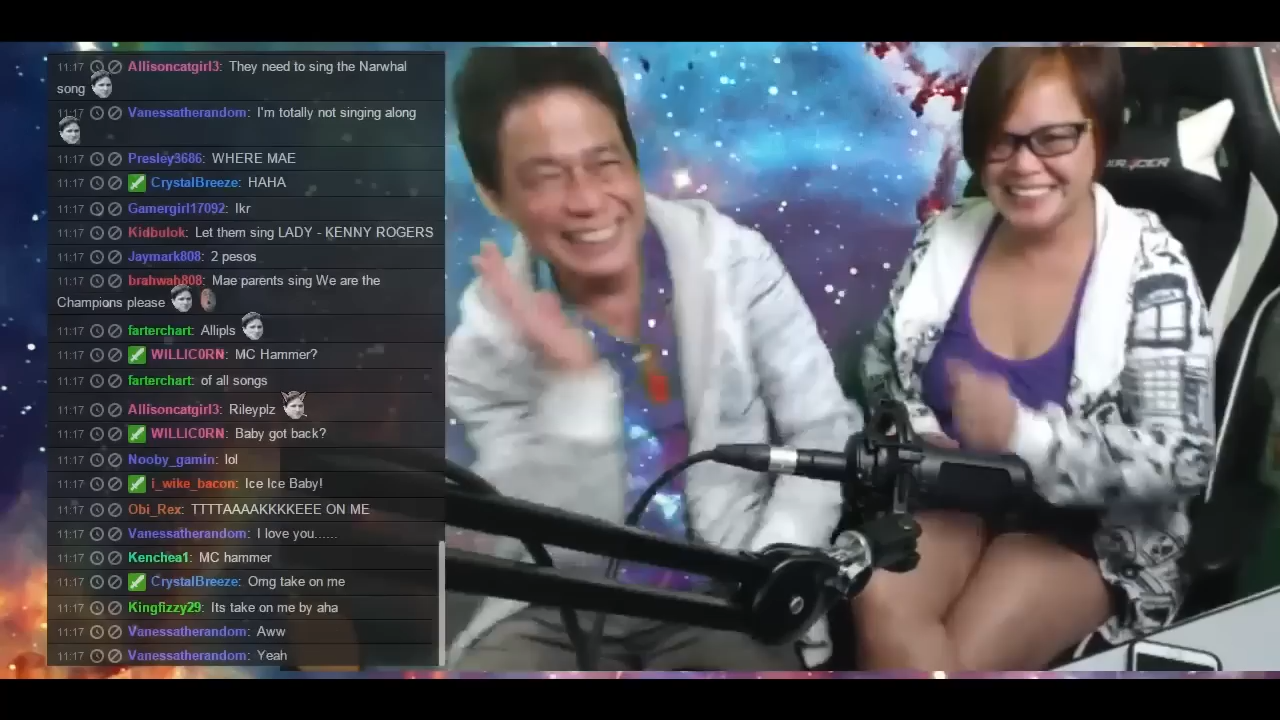 11:17 Allisoncatgirl3: They need to sing the Narwhal
song
11:17 Vanessatherandom: I'm totally not singing along
11:17 Presley3686: WHERE MAE
11:17 CrystalBreeze: HAHA
11:17 Gamergirl17092: Ikr
11:17 Kidbulok: Let them sing LADY - KENNY ROGERS
11:17 Jaymark808: 2 pesos
11:17 brahwah808: Mae parents sing We are the
Champions please
11:17 farterchart: Allipls
11:17 WILLIC0RN: MC Hammer?
11:17 farterchart: of all songs
11:17 Allisoncatgirl3: Rileyplz
11:17 WILLIC0RN: Baby got back?
11:17 Nooby_gamin: lol
11:17 i_wike_bacon: Ice Ice Baby!
11:17 Obi_Rex: TTTTAAAAKKKKEEE ON ME
11:17 Vanessatherandom: I love you......
11:17 Kenchea1: MC hammer
11:17 CrystalBreeze: Omg take on me
11:17 Kingfizzy29: Its take on me by aha
11:17 Vanessatherandom: Aww
11:17 Vanessatherandom: Yeah